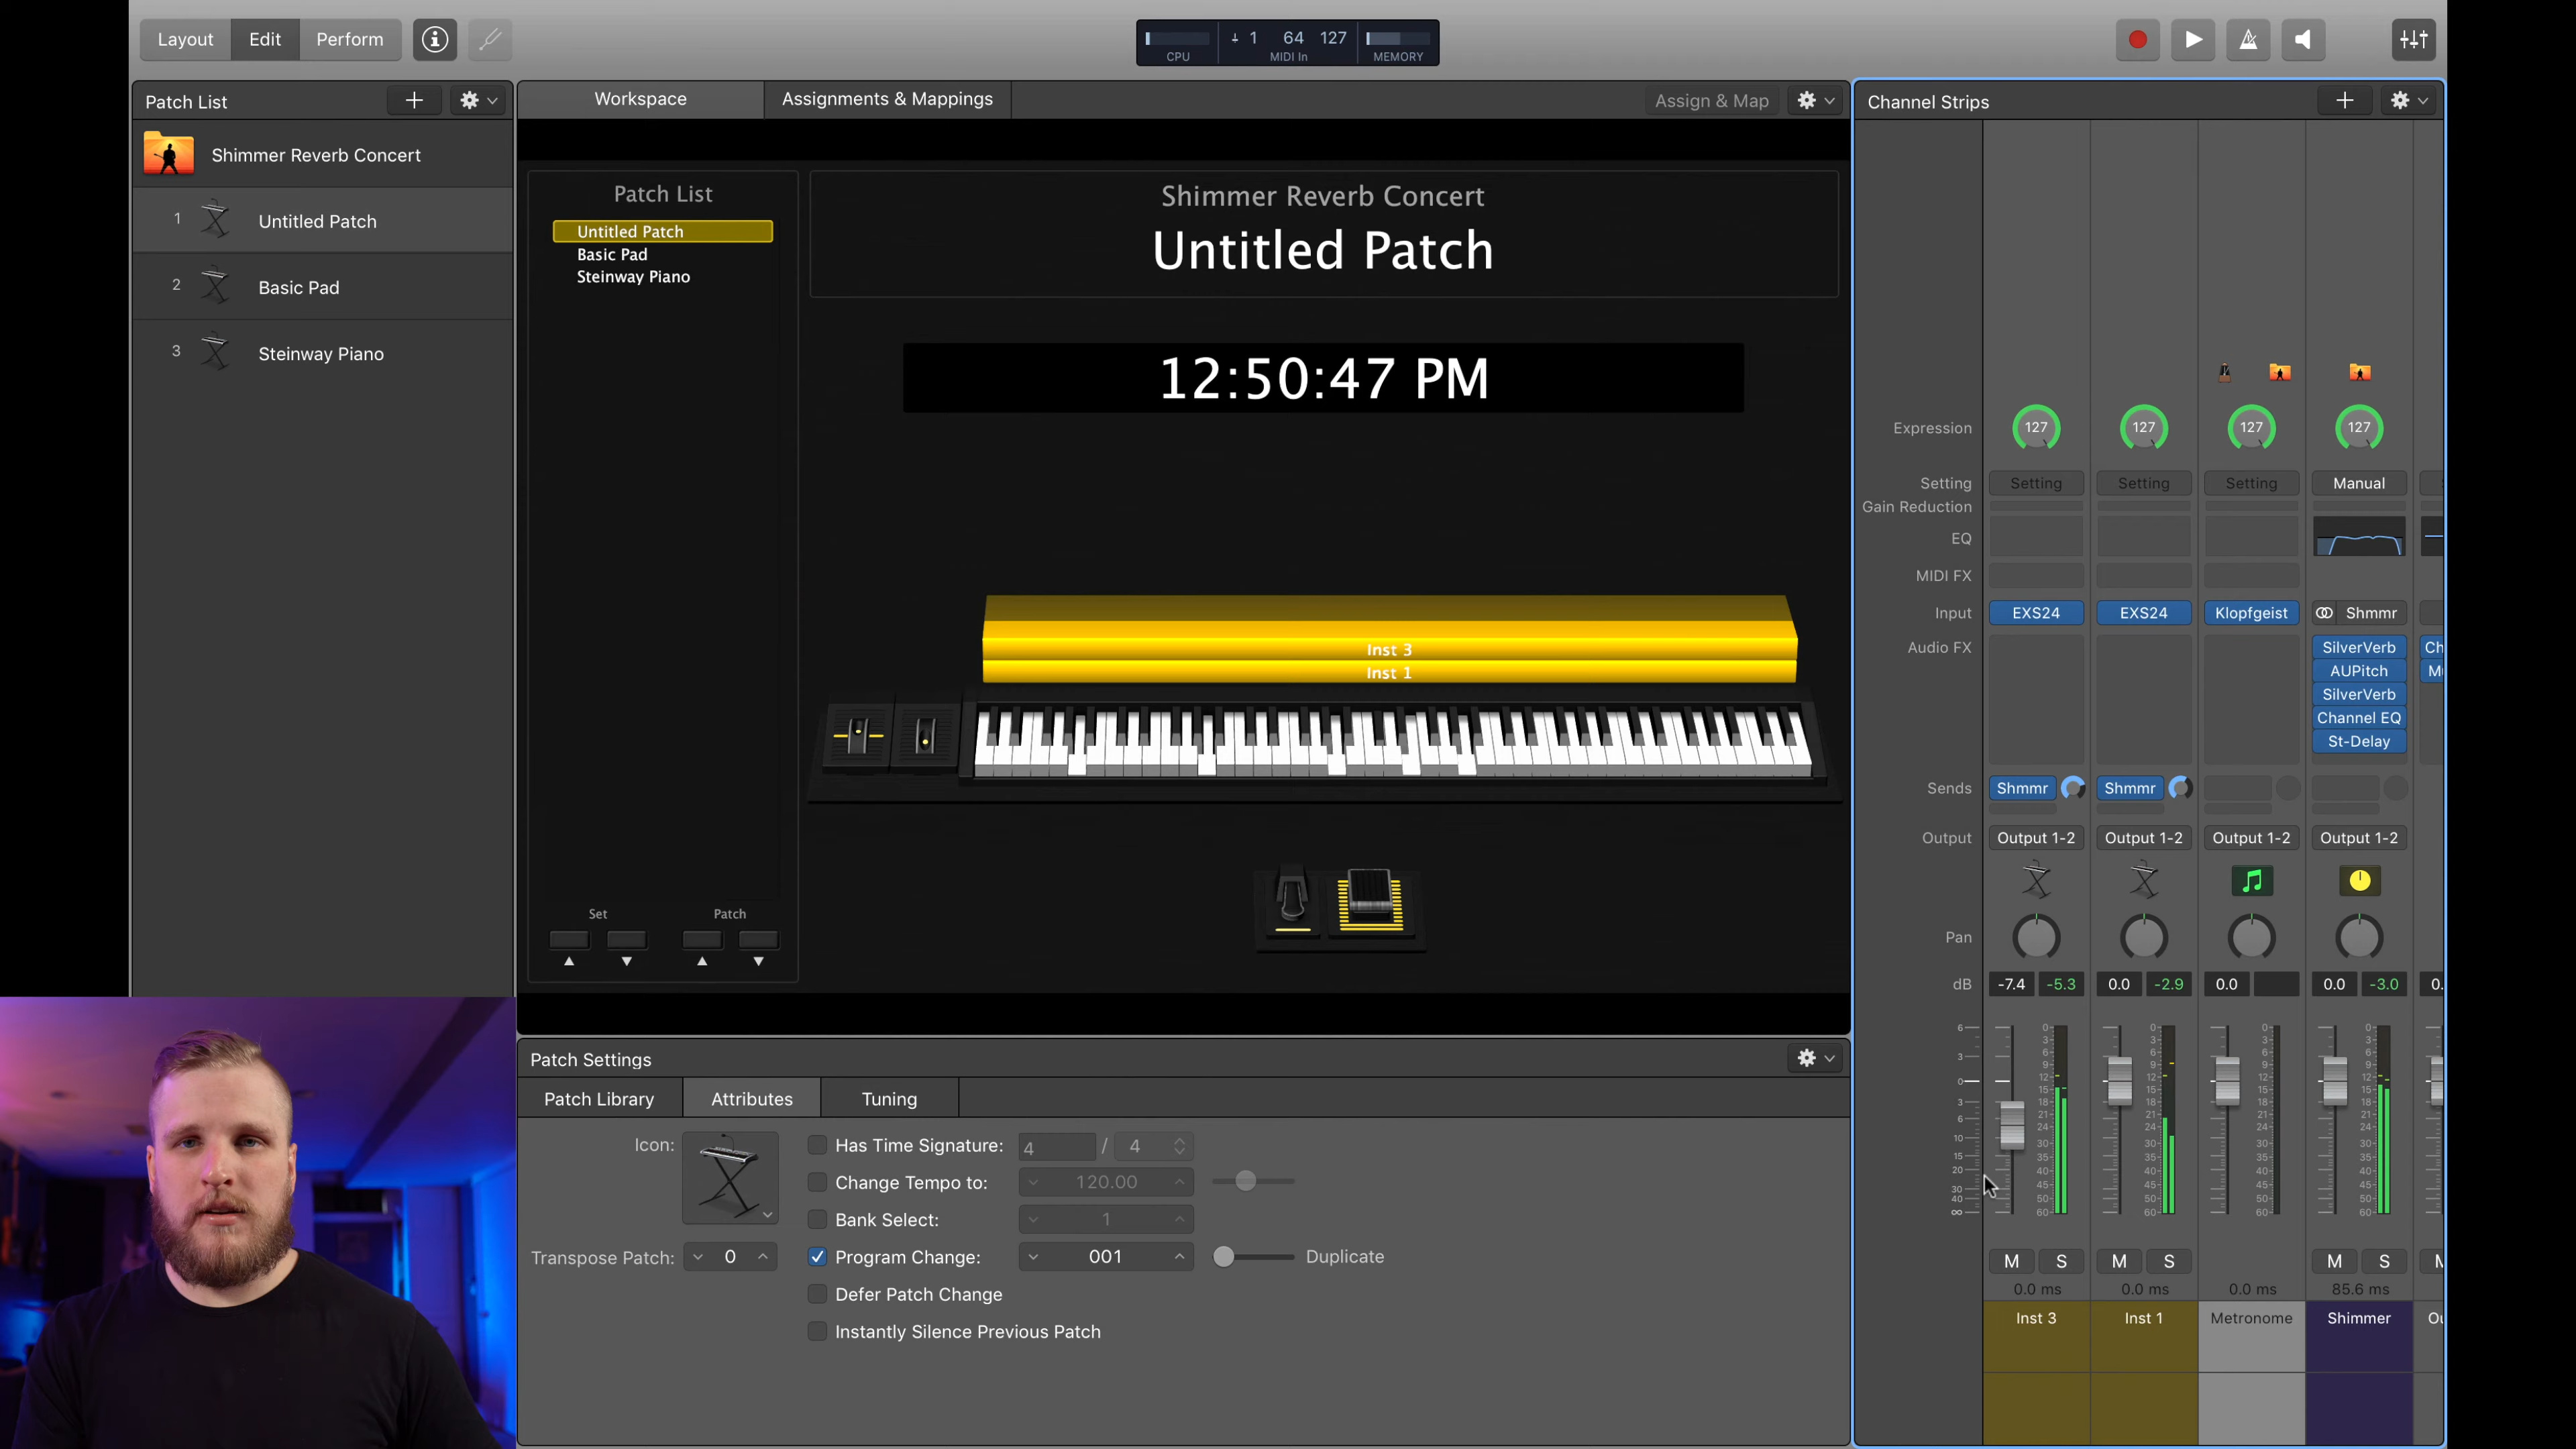 Layout Edit Perform
CPU
1 64 127
MIDI In
MEMORY
Patch List
Shimmer Reverb Concert
1 Untitled Patch
2 Basic Pad
3 Steinway Piano
Workspace Assignments & Mappings Assign & Map
Patch List
Untitled Patch
Basic Pad
Steinway Piano
Set Patch
Shimmer Reverb Concert
Untitled Patch
12:50:47 PM
Inst 3
Inst 1
Patch Settings
Patch Library Attributes Tuning
Icon:
Transpose Patch: 0
Has Time Signature: 4 / 4
Change Tempo to: 120.00
Bank Select: 1
Program Change: 001 Duplicate
Defer Patch Change
Instantly Silence Previous Patch
Channel Strips
Expression 127 127 127 127
Setting Setting Setting Setting Manual
Gain Reduction
EQ
MIDI FX
Input EXS24 EXS24 Klopfgeist Shmmr
Audio FX SilverVerb
AUPitch
SilverVerb
Channel EQ
St-Delay
Sends Shmmr Shmmr
Output Output 1-2 Output 1-2 Output 1-2 Output 1-2
Pan
dB -7.4 -5.3 0.0 -2.9 0.0 0.0 -3.0
M S M S M S
0.0 ms 0.0 ms 0.0 ms 85.6 ms
Inst 3 Inst 1 Metronome Shimmer